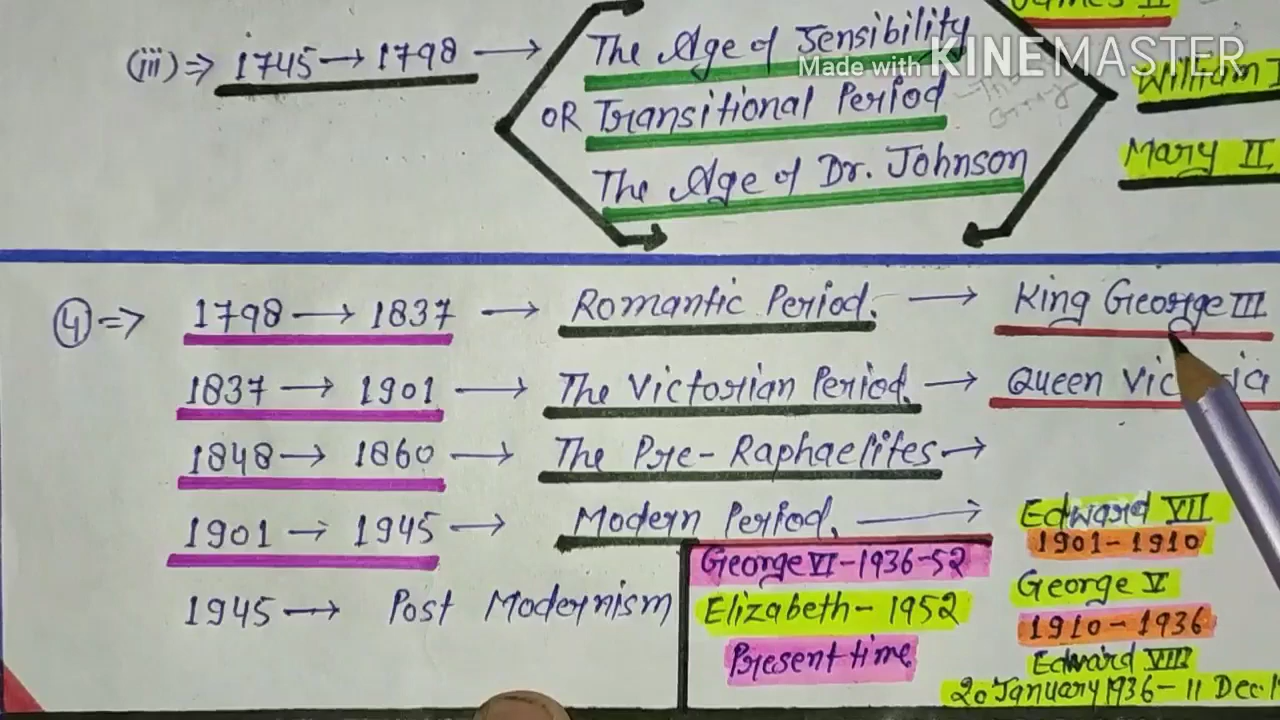 James II
(iii)⇒ 1745→1798 → The Age of Sensibility
Made with KINEMASTER
OR Transitional Period
William
The Age of Dr. Johnson
Mary II
④⇒ 1798→1837 → Romantic Period. → King George III
1837 → 1901 → The Victorian Period. → Queen Vic
1848→ 1860 → The Pre-Raphaelites→
1901 → 1945 → Modern Period. → Edward VII
1901-1910
George VI-1936-52
George V
1945→ Post Modernism
Elizabeth-1952
1910-1936
Present time
Edward VIII
20 January 1936-11 Dec.